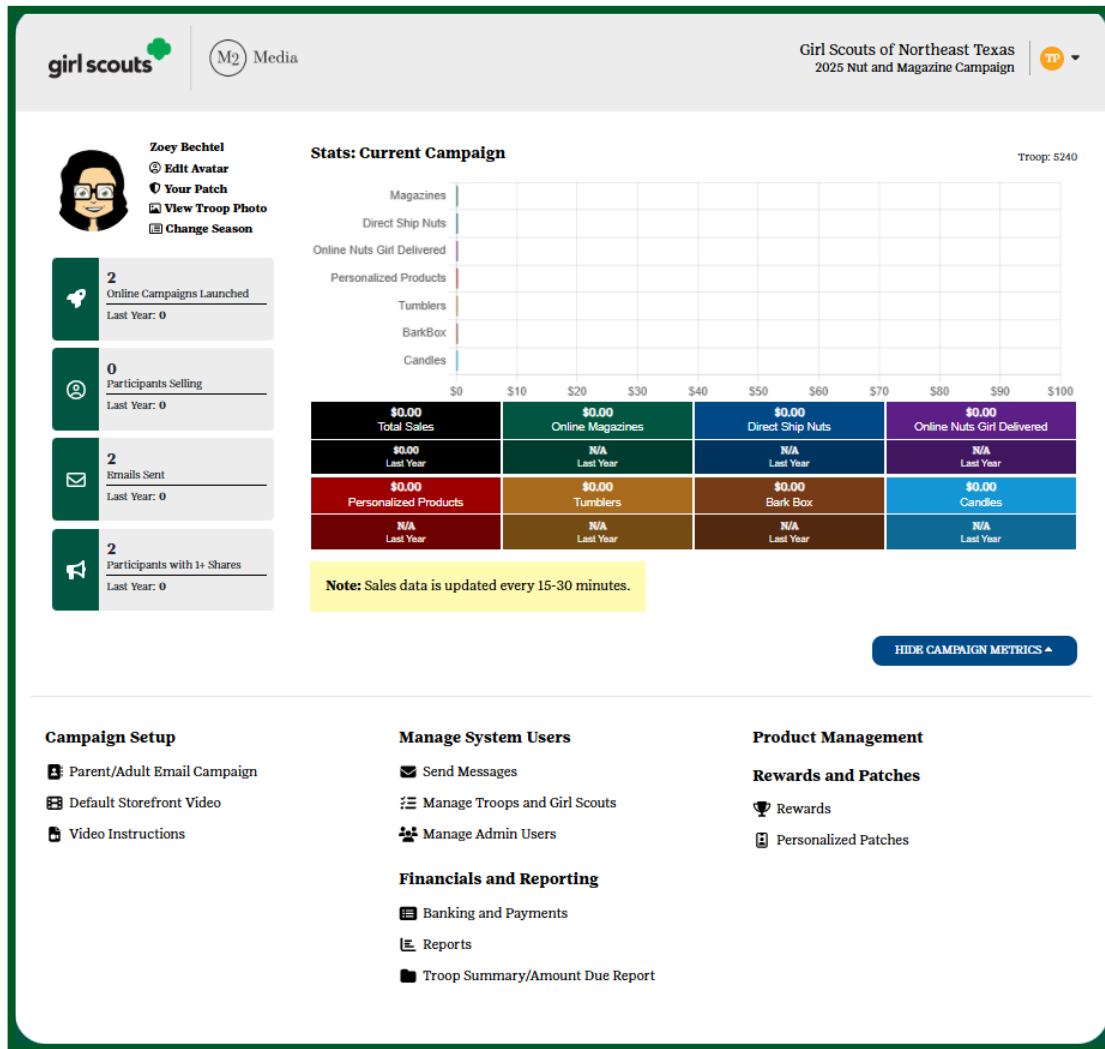 girl scouts
M2 Media
Girl Scouts of Northeast Texas
2025 Nut and Magazine Campaign
TP
Zoey Bechtel
Edit Avatar
Your Patch
View Troop Photo
Change Season
2
Online Campaigns Launched
Last Year: 0
0
Participants Selling
Last Year: 0
2
Emails Sent
Last Year: 0
2
Participants with 1+ Shares
Last Year: 0
Stats: Current Campaign
Troop: 5240
Magazines
Direct Ship Nuts
Online Nuts Girl Delivered
Personalized Products
Tumblers
BarkBox
Candles
$0 $10 $20 $30 $40 $50 $60 $70 $80 $90 $100
$0.00 $0.00 $0.00 $0.00
Total Sales Online Magazines Direct Ship Nuts Online Nuts Girl Delivered
$0.00 N/A N/A N/A
Last Year Last Year Last Year Last Year
$0.00 $0.00 $0.00 $0.00
Personalized Products Tumblers Bark Box Candles
N/A N/A N/A N/A
Last Year Last Year Last Year Last Year
Note: Sales data is updated every 15-30 minutes.
HIDE CAMPAIGN METRICS
Campaign Setup
Parent/Adult Email Campaign
Default Storefront Video
Video Instructions
Manage System Users
Send Messages
Manage Troops and Girl Scouts
Manage Admin Users
Financials and Reporting
Banking and Payments
Reports
Troop Summary/Amount Due Report
Product Management
Rewards and Patches
Rewards
Personalized Patches